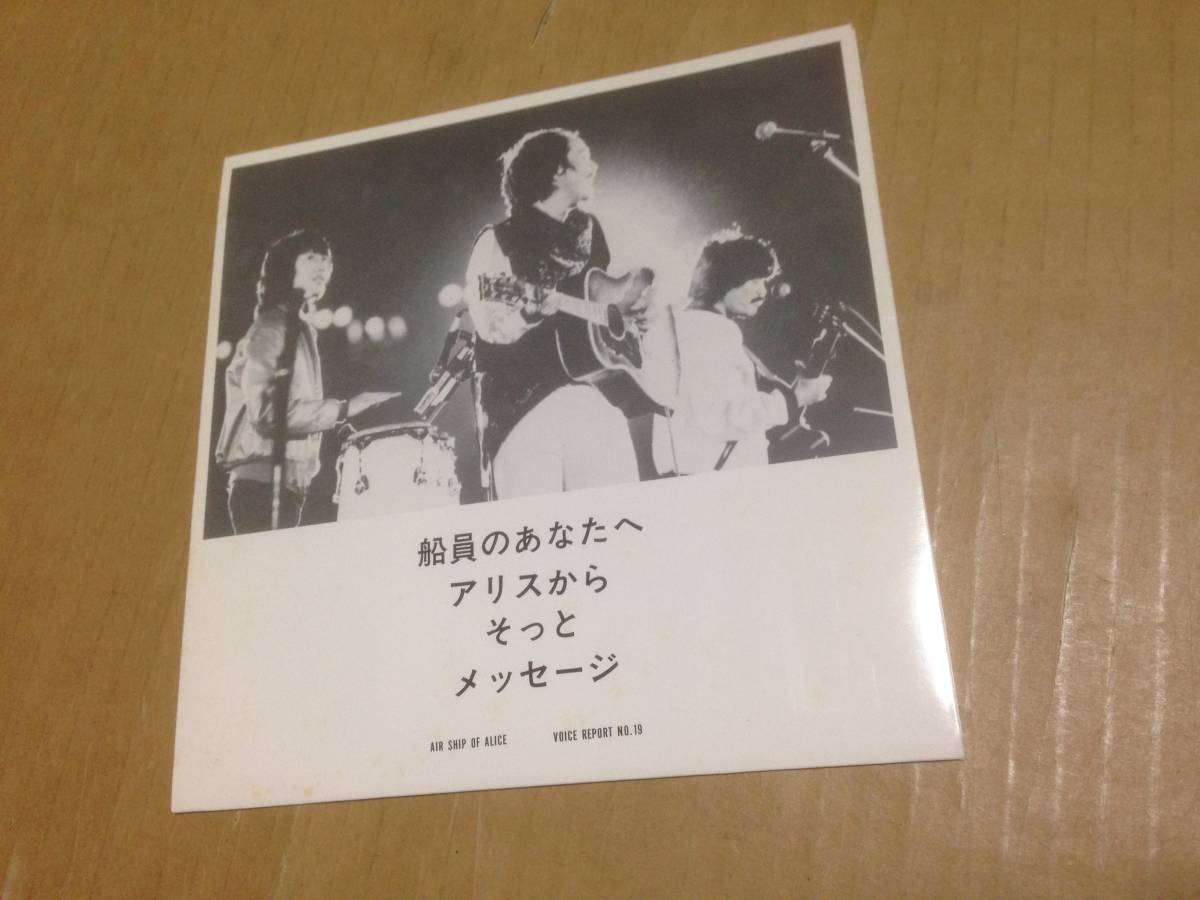 船員のあなたへ
アリスから
そっと
メッセージ
AIR SHIP OF ALICE VOICE REPORT NO.19